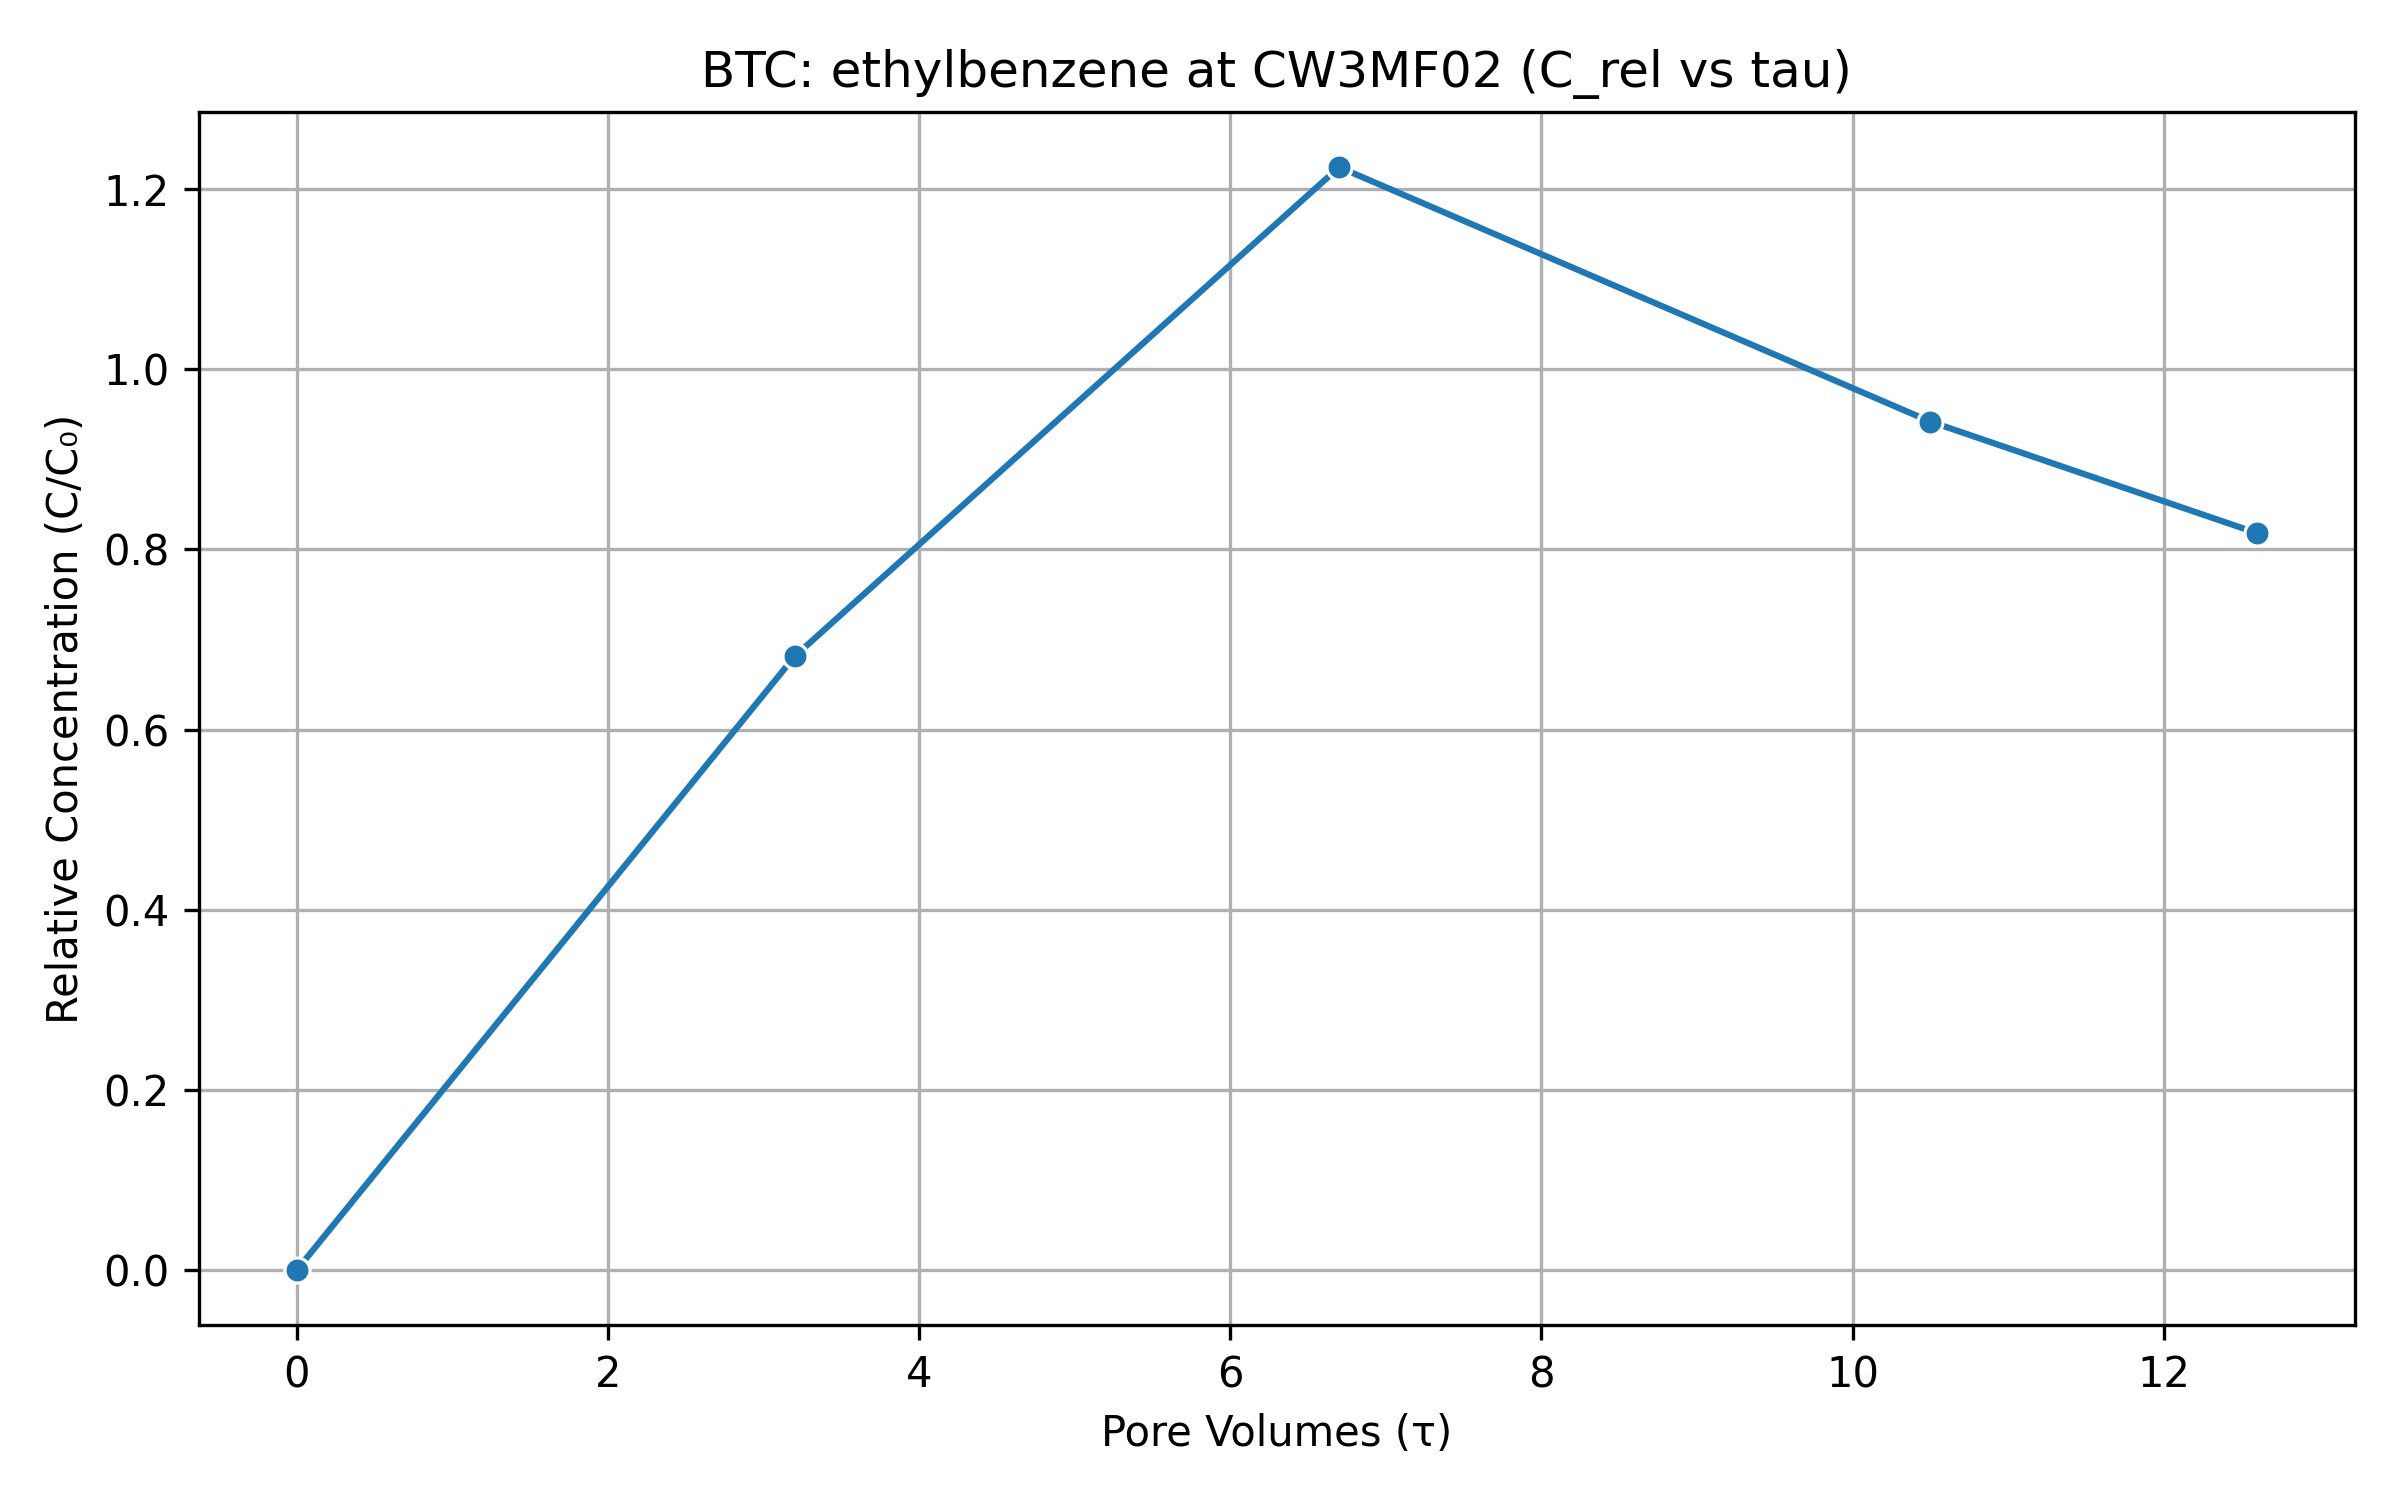 BTC: ethylbenzene at CW3MF02 (C_rel vs tau)
Relative Concentration (C/C₀)
1.2
1.0
0.8
0.6
0.4
0.2
0.0
0 2 4 6 8 10 12
Pore Volumes (τ)